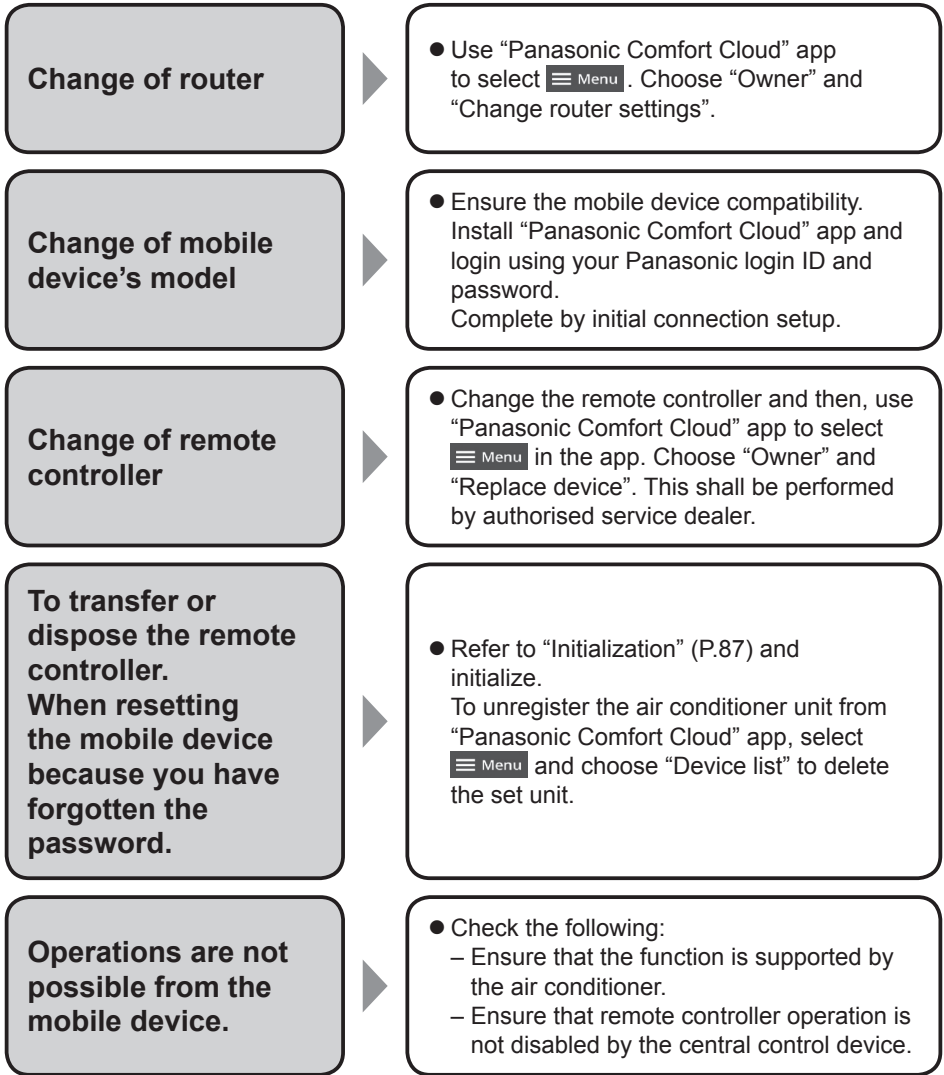 Change of router
● Use “Panasonic Comfort Cloud” app
to select ☰ Menu . Choose “Owner” and
“Change router settings”.
Change of mobile
device’s model
● Ensure the mobile device compatibility.
Install “Panasonic Comfort Cloud” app and
login using your Panasonic login ID and
password.
Complete by initial connection setup.
Change of remote
controller
● Change the remote controller and then, use
“Panasonic Comfort Cloud” app to select
☰ Menu in the app. Choose “Owner” and
“Replace device”. This shall be performed
by authorised service dealer.
To transfer or
dispose the remote
controller.
When resetting
the mobile device
because you have
forgotten the
password.
● Refer to “Initialization” (P.87) and
initialize.
To unregister the air conditioner unit from
“Panasonic Comfort Cloud” app, select
☰ Menu and choose “Device list” to delete
the set unit.
Operations are not
possible from the
mobile device.
● Check the following:
– Ensure that the function is supported by
the air conditioner.
– Ensure that remote controller operation is
not disabled by the central control device.